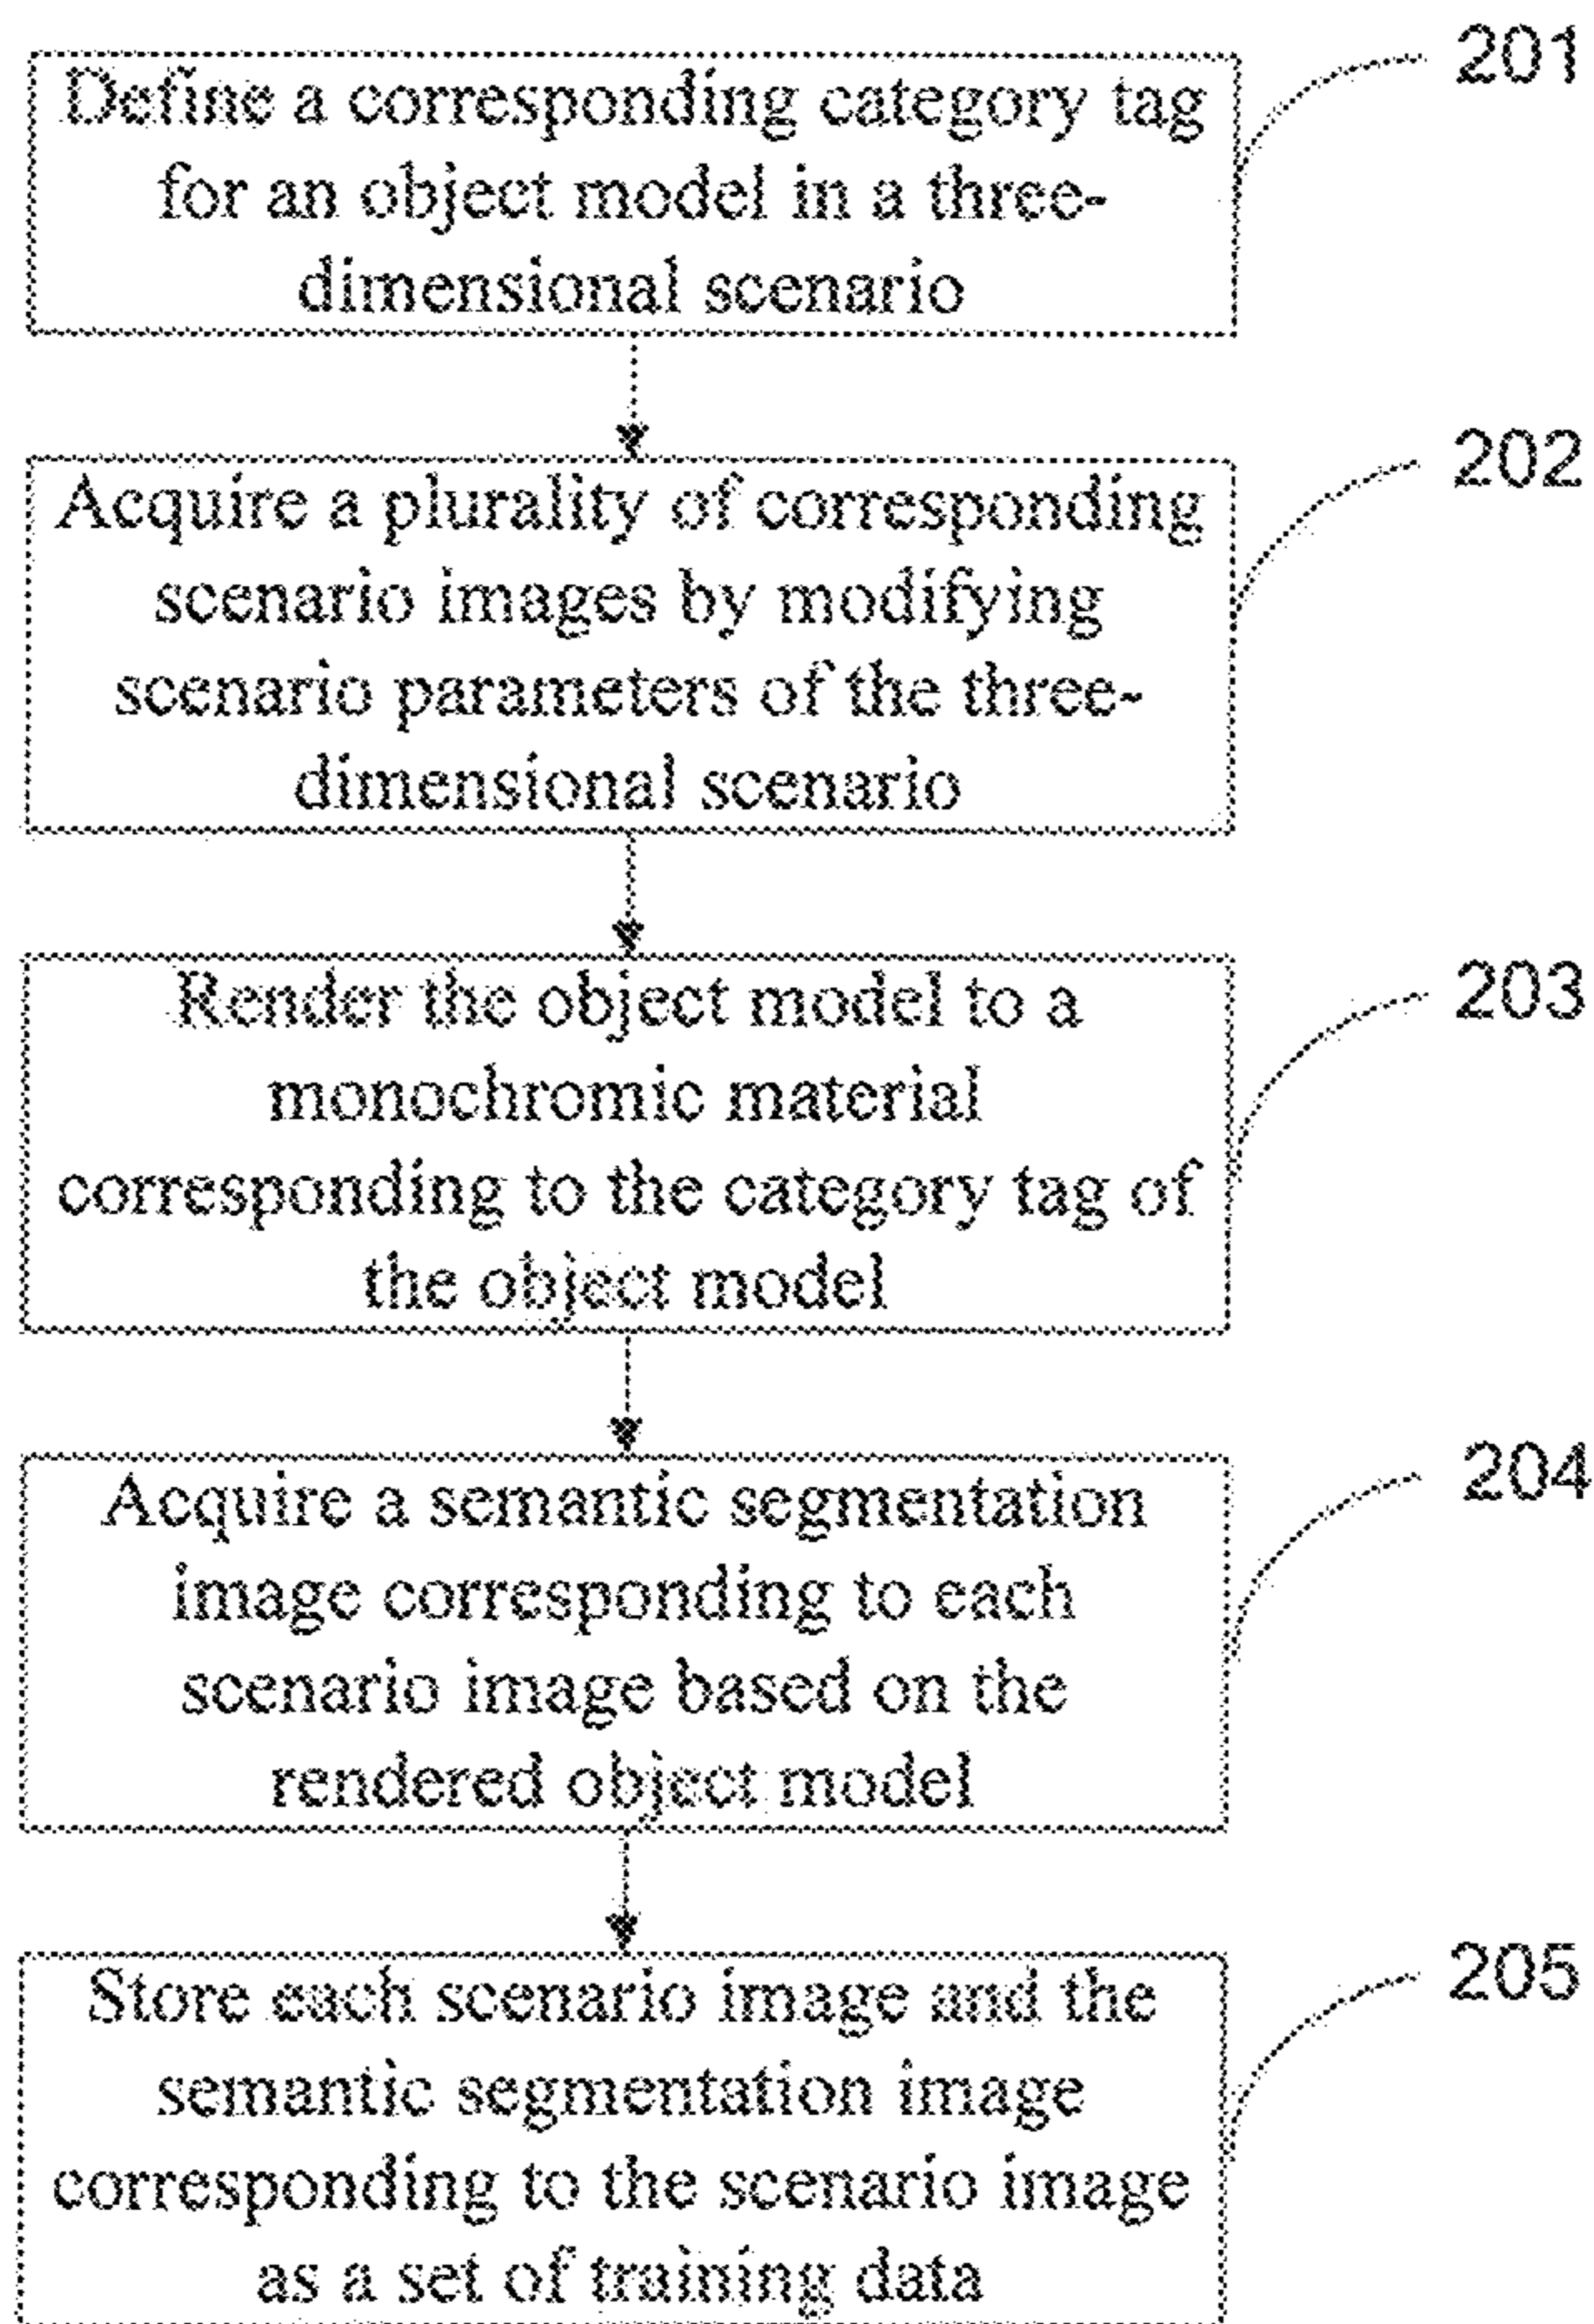 201
Define a corresponding category tag
for an object model in a three-
dimensional scenario
202
Acquire a plurality of corresponding
scenario images by modifying
scenario parameters of the three-
dimensional scenario
203
Render the object model to a
monochromic material
corresponding to the category tag of
the object model
204
Acquire a semantic segmentation
image corresponding to each
scenario image based on the
rendered object model
205
Store each scenario image and the
semantic segmentation image
corresponding to the scenario image
as a set of training data